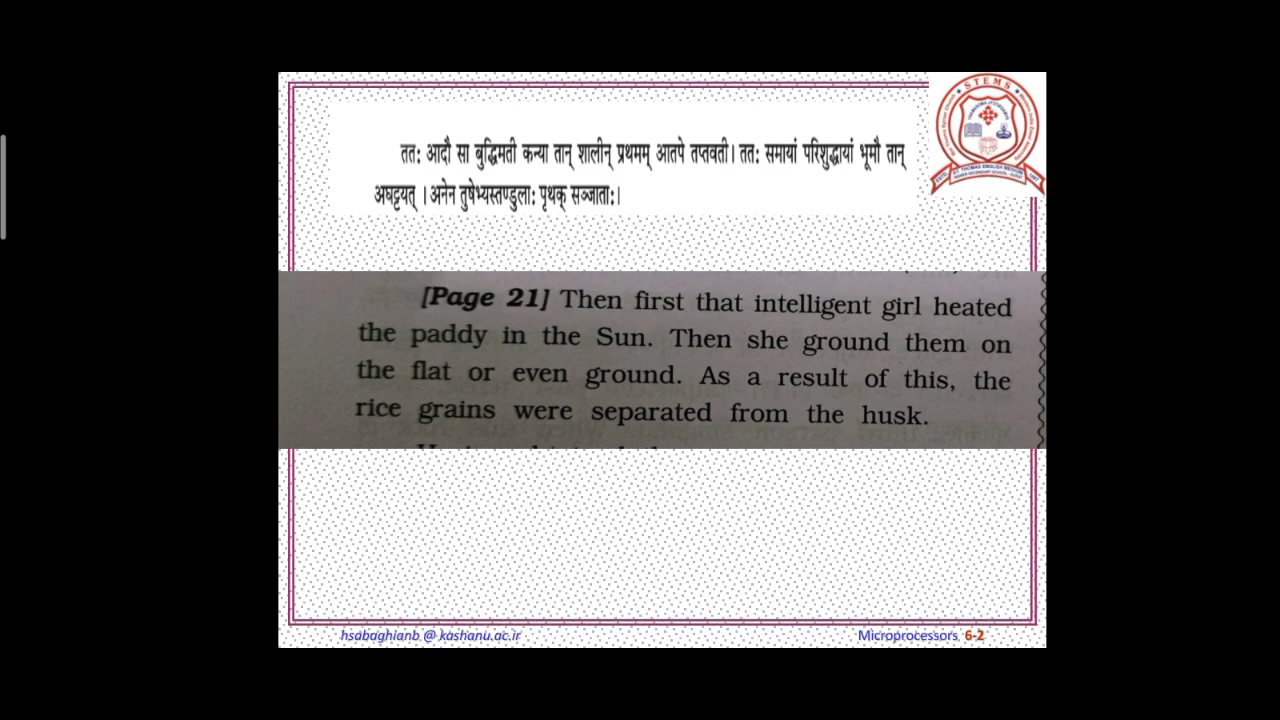 ततः आदौ सा बुद्धिमती कन्या तान् शालीन् प्रथमम् आतपे तप्तवती। ततः समायां परिशुद्धायां भूमौ तान्
अघट्टयत् । अनेन तुषेभ्यस्तण्डुलाः पृथक् सञ्जाताः।
STEMS
[Page 21] Then first that intelligent girl heated
the paddy in the Sun. Then she ground them on
the flat or even ground. As a result of this, the
rice grains were separated from the husk.
hsabaghianb @ kashanu.ac.ir
Microprocessors 6-2